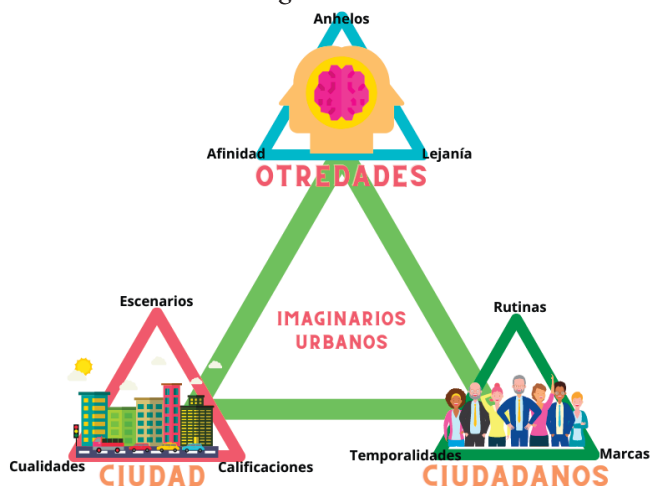 Anhelos
Afinidad
Lejanía
OTREDADES
IMAGINARIOS
URBANOS
Escenarios
Cualidades
Calificaciones
CIUDAD
Rutinas
Temporalidades
Marcas
CIUDADANOS